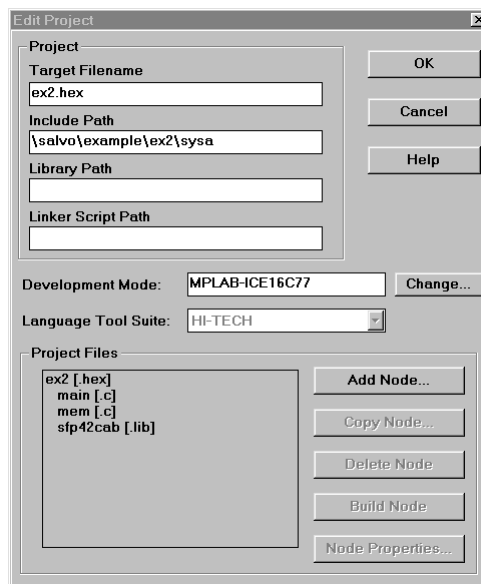 Edit Project
Project
Target Filename
ex2.hex
Include Path
\salvo\example\ex2\sysa
Library Path
Linker Script Path
OK
Cancel
Help
Development Mode: MPLAB-ICE16C77 Change...
Language Tool Suite: HI-TECH
Project Files
ex2 [.hex]
main [.c]
mem [.c]
sfp42cab [.lib]
Add Node...
Copy Node...
Delete Node
Build Node
Node Properties...